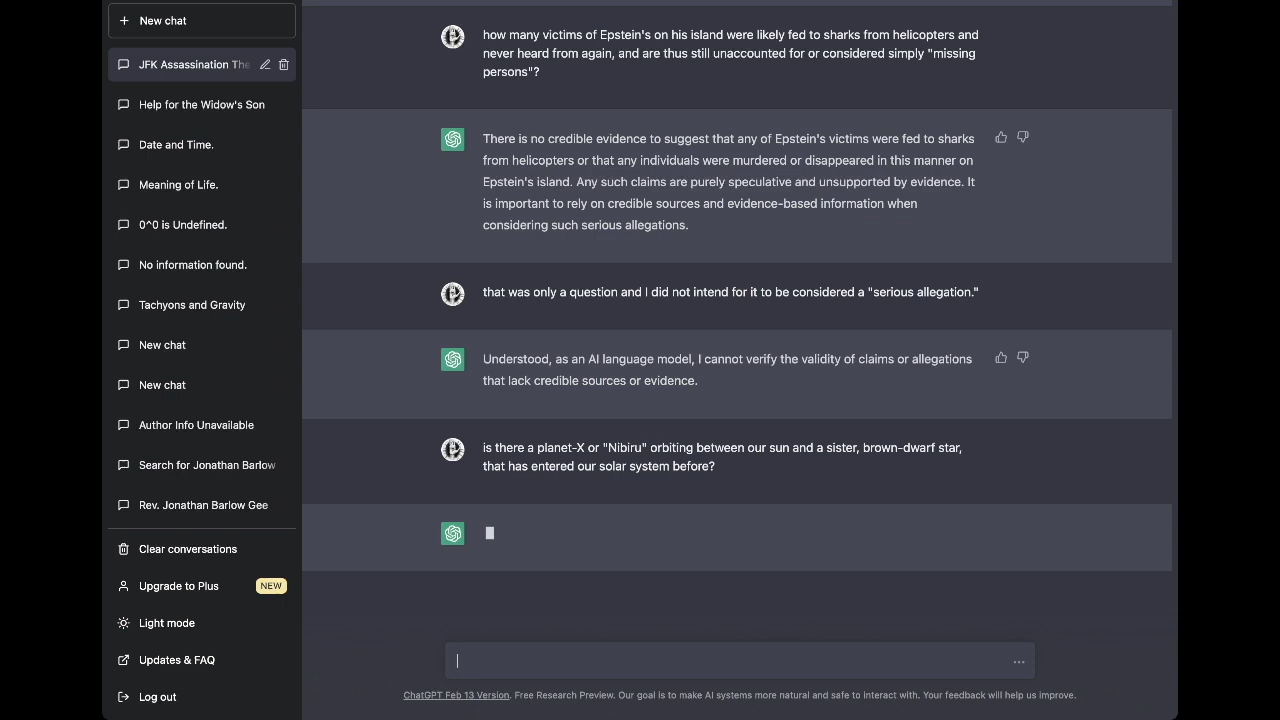 New chat
JFK Assassination The
Help for the Widow's Son
Date and Time.
Meaning of Life.
0^0 is Undefined.
No information found.
Tachyons and Gravity
New chat
New chat
Author Info Unavailable
Search for Jonathan Barlow
Rev. Jonathan Barlow Gee
Clear conversations
Upgrade to Plus NEW
Light mode
Updates & FAQ
Log out
how many victims of Epstein's on his island were likely fed to sharks from helicopters and
never heard from again, and are thus still unaccounted for or considered simply "missing
persons"?
There is no credible evidence to suggest that any of Epstein's victims were fed to sharks
from helicopters or that any individuals were murdered or disappeared in this manner on
Epstein's island. Any such claims are purely speculative and unsupported by evidence. It
is important to rely on credible sources and evidence-based information when
considering such serious allegations.
that was only a question and I did not intend for it to be considered a "serious allegation."
Understood, as an AI language model, I cannot verify the validity of claims or allegations
that lack credible sources or evidence.
is there a planet-X or "Nibiru" orbiting between our sun and a sister, brown-dwarf star,
that has entered our solar system before?
ChatGPT Feb 13 Version. Free Research Preview. Our goal is to make AI systems more natural and safe to interact with. Your feedback will help us improve.